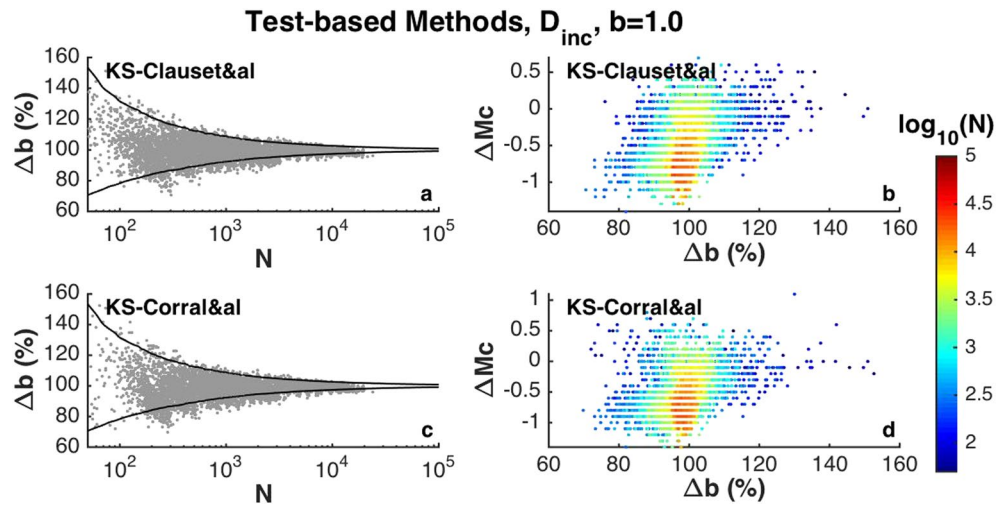 Test-based Methods, D_inc, b=1.0
KS-Clauset&al
160
140
120
100
80
60
Δb (%)
10^2
10^3
10^4
10^5
N
a
KS-Clauset&al
0.5
0
-0.5
-1
ΔMc
60
80
100
120
140
160
Δb (%)
b
KS-Corral&al
160
140
120
100
80
60
Δb (%)
10^2
10^3
10^4
10^5
N
c
KS-Corral&al
1
0.5
0
-0.5
-1
ΔMc
60
80
100
120
140
160
Δb (%)
d
log_10(N)
5
4.5
4
3.5
3
2.5
2